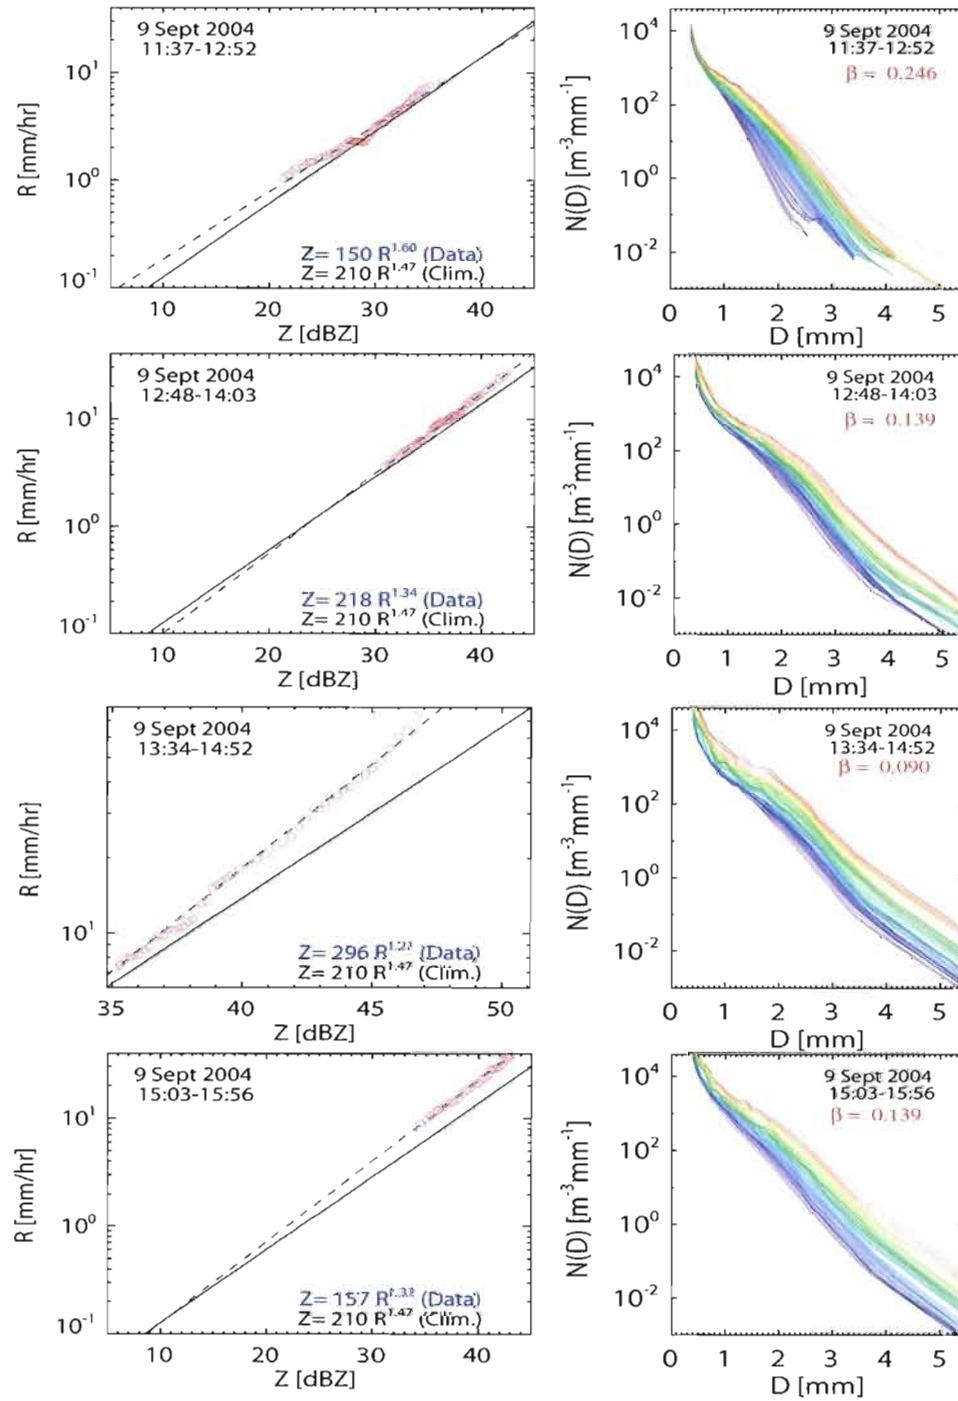 9 Sept 2004
11:37-12:52
10¹
10⁰
10⁻¹
R [mm/hr]
Z= 150 R¹·⁶⁰ (Data)
Z= 210 R¹·⁴⁷ (Clim.)
10 20 30 40
Z [dBZ]
9 Sept 2004
11:37-12:52
β = 0.246
10⁴
10²
10⁰
10⁻²
N(D) [m⁻³mm⁻¹]
0 1 2 3 4 5
D [mm]
9 Sept 2004
12:48-14:03
10¹
10⁰
10⁻¹
R [mm/hr]
Z= 218 R¹·³⁴ (Data)
Z= 210 R¹·⁴⁷ (Clim.)
10 20 30 40
Z [dBZ]
9 Sept 2004
12:48-14:03
β = 0.139
10⁴
10²
10⁰
10⁻²
N(D) [m⁻³mm⁻¹]
0 1 2 3 4 5
D [mm]
9 Sept 2004
13:34-14:52
10¹
R [mm/hr]
Z= 296 R (Data)
Z= 210 R¹·⁴⁷ (Clim.)
35 40 45 50
Z [dBZ]
9 Sept 2004
13:34-14:52
β = 0.090
10⁴
10²
10⁰
10⁻²
N(D) [m⁻³mm⁻¹]
0 1 2 3 4 5
D [mm]
9 Sept 2004
15:03-15:56
10¹
10⁰
10⁻¹
R [mm/hr]
Z= 157 R (Data)
Z= 210 R¹·⁴⁷ (Clim.)
10 20 30 40
Z [dBZ]
9 Sept 2004
15:03-15:56
β = 0.139
10⁴
10²
10⁰
10⁻²
N(D) [m⁻³mm⁻¹]
0 1 2 3 4 5
D [mm]